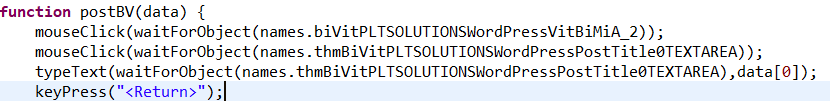 function postBV(data) {
mouseClick(waitForObject(names.biVitPLTSOLUTIONSWordPressVitBiMiA_2));
mouseClick(waitForObject(names.thmBiVitPLTSOLUTIONSWordPressPostTitle0TEXTAREA));
typeText(waitForObject(names.thmBiVitPLTSOLUTIONSWordPressPostTitle0TEXTAREA),data[0]);
keyPress("<Return>");